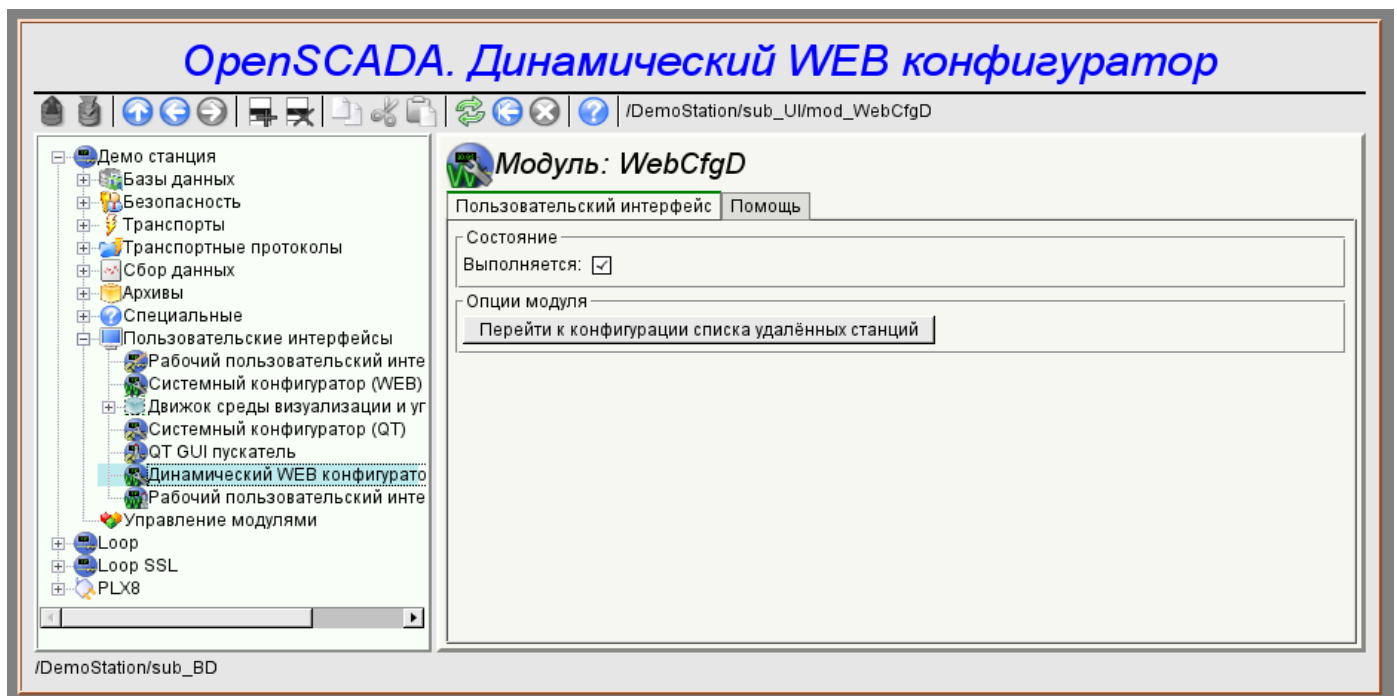 OpenSCADA. Динамический WEB конфигуратор
/DemoStation/sub_UI/mod_WebCfgD
Демо станция
Базы данных
Безопасность
Транспорты
Транспортные протоколы
Сбор данных
Архивы
Специальные
Пользовательские интерфейсы
Рабочий пользовательский инте
Системный конфигуратор (WEB)
Движок среды визуализации и уг
Системный конфигуратор (QT)
QT GUI пускатель
Динамический WEB конфигурато
Рабочий пользовательский инте
Управление модулями
Loop
Loop SSL
PLX8
Модуль: WebCfgD
Пользовательский интерфейс Помощь
Состояние
Выполняется:
Опции модуля
Перейти к конфигурации списка удалённых станций
/DemoStation/sub_BD